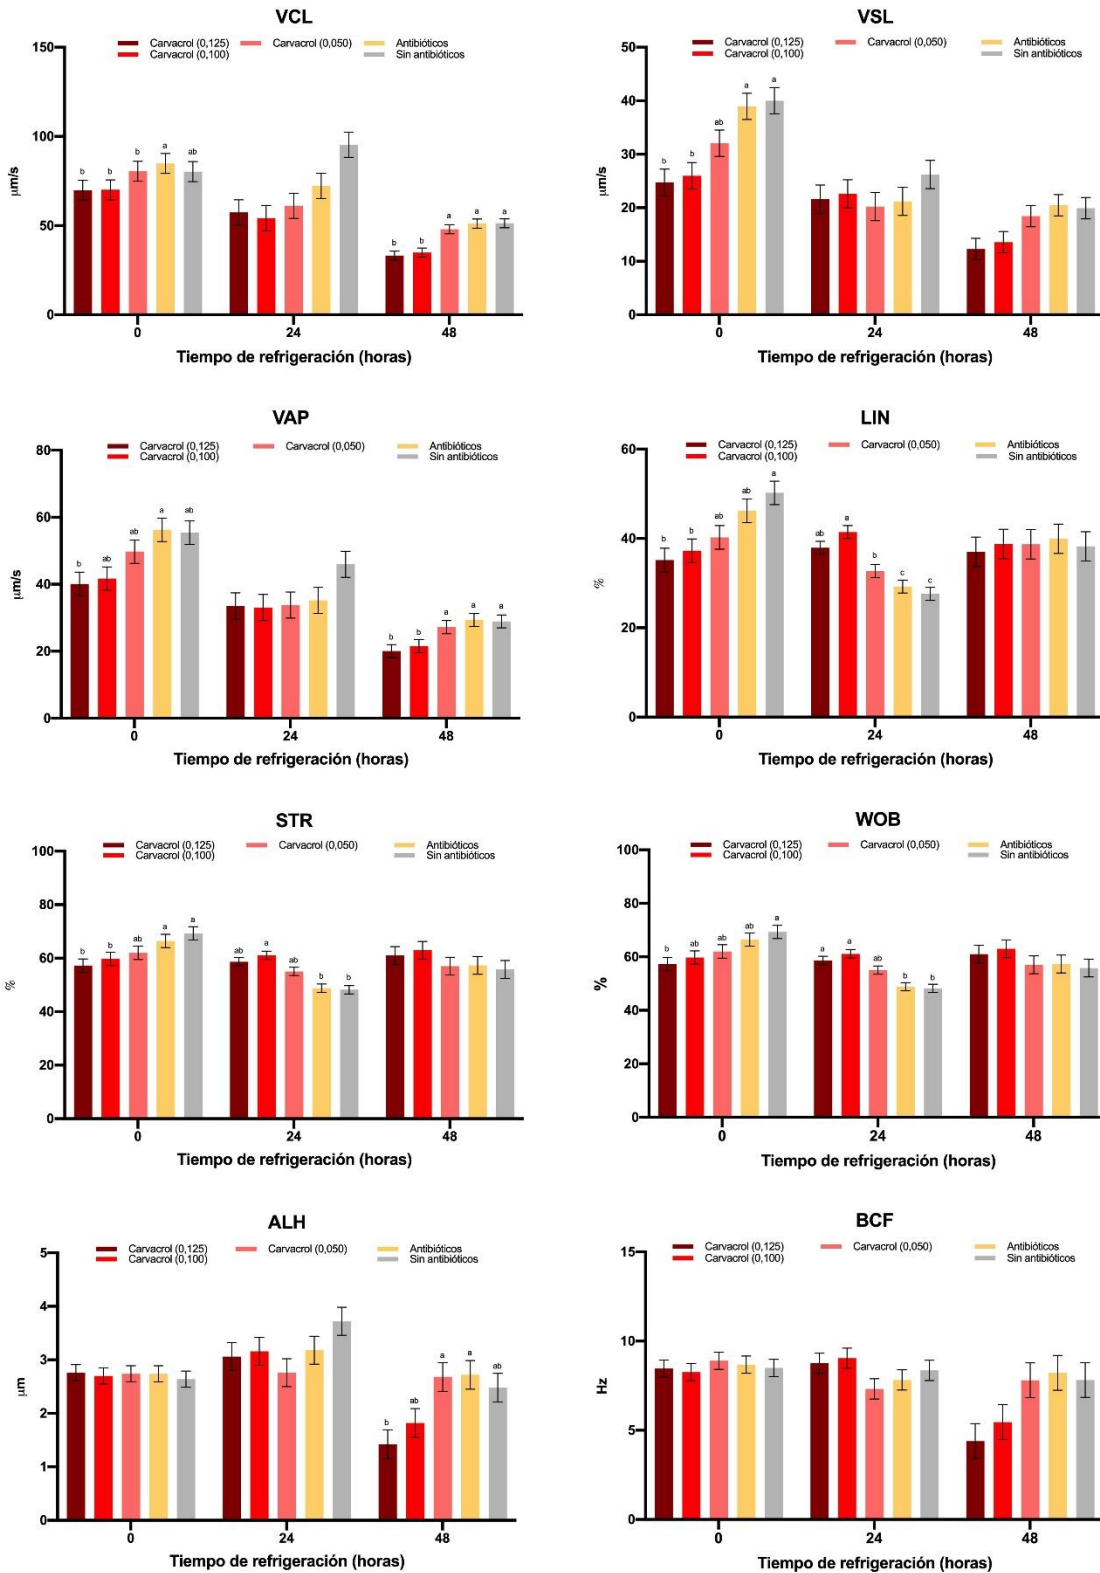 VCL
Carvacrol (0,125) Carvacrol (0,050) Antibióticos
Carvacrol (0,100) Sin antibióticos
150
100
50
0
µm/s
b b b a ab
b b a a a
0 24 48
Tiempo de refrigeración (horas)
VSL
Carvacrol (0,125) Carvacrol (0,050) Antibióticos
Carvacrol (0,100) Sin antibióticos
50
40
30
20
10
0
µm/s
b b ab a a
0 24 48
Tiempo de refrigeración (horas)
VAP
Carvacrol (0,125) Carvacrol (0,050) Antibióticos
Carvacrol (0,100) Sin antibióticos
80
60
40
20
0
µm/s
b ab ab a ab
b b a a a
0 24 48
Tiempo de refrigeración (horas)
LIN
Carvacrol (0,125) Carvacrol (0,050) Antibióticos
Carvacrol (0,100) Sin antibióticos
60
40
20
0
%
b b ab ab a
ab a b c c
0 24 48
Tiempo de refrigeración (horas)
STR
Carvacrol (0,125) Carvacrol (0,050) Antibióticos
Carvacrol (0,100) Sin antibióticos
100
80
60
40
20
0
%
b b ab a a
ab a ab b b
0 24 48
Tiempo de refrigeración (horas)
WOB
Carvacrol (0,125) Carvacrol (0,050) Antibióticos
Carvacrol (0,100) Sin antibióticos
100
80
60
40
20
0
%
b ab ab ab a
a a ab b b
0 24 48
Tiempo de refrigeración (horas)
ALH
Carvacrol (0,125) Carvacrol (0,050) Antibióticos
Carvacrol (0,100) Sin antibióticos
5
4
3
2
1
0
µm
b ab a a ab
0 24 48
Tiempo de refrigeración (horas)
BCF
Carvacrol (0,125) Carvacrol (0,050) Antibióticos
Carvacrol (0,100) Sin antibióticos
15
10
5
0
Hz
0 24 48
Tiempo de refrigeración (horas)